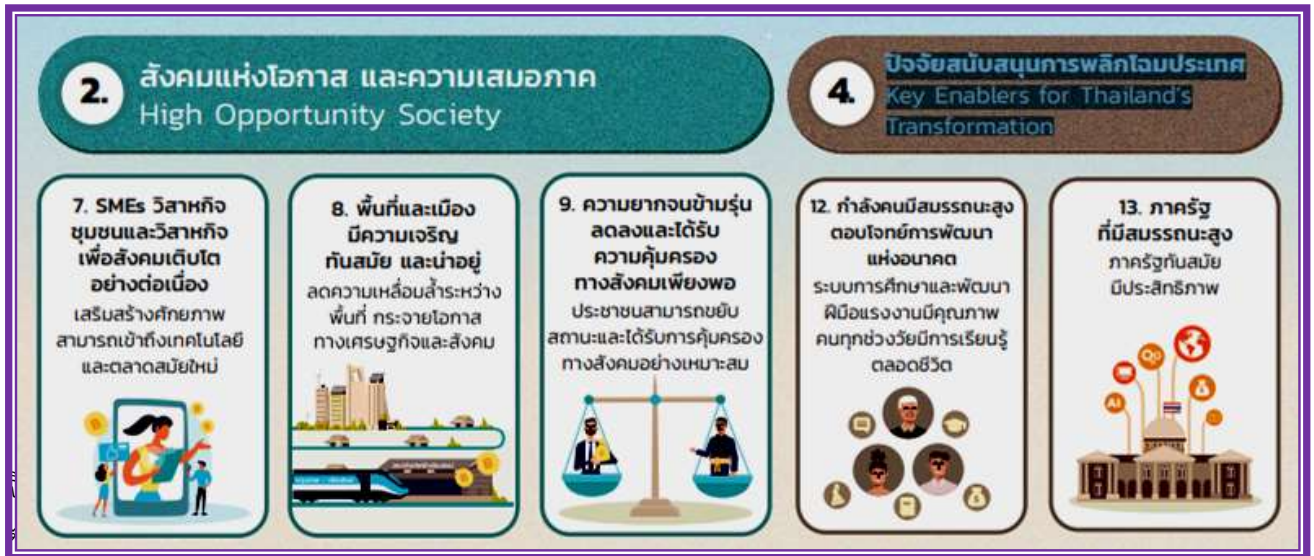 2.
สังคมแห่งโอกาส และความเสมอภาค
High Opportunity Society
4.
ปัจจัยสนับสนุนการพลิกโฉมประเทศ
Key Enablers for Thailand's
Transformation
7. SMEs วิสาหกิจ
ชุมชนและวิสาหกิจ
เพื่อสังคมเติบโต
อย่างต่อเนื่อง
เสริมสร้างศักยภาพ
สามารถเข้าถึงเทคโนโลยี
และตลาดสมัยใหม่
8. พื้นที่และเมือง
มีความเจริญ
ทันสมัย และน่าอยู่
ลดความเหลื่อมล้ำระหว่าง
พื้นที่ กระจายโอกาส
ทางเศรษฐกิจและสังคม
9. ความยากจนข้ามรุ่น
ลดลงและได้รับ
ความคุ้มครอง
ทางสังคมเพียงพอ
ประชาชนสามารถขยับ
สถานะและได้รับการคุ้มครอง
ทางสังคมอย่างเหมาะสม
12. กำลังคนมีสมรรถนะสูง
ตอบโจทย์การพัฒนา
แห่งอนาคต
ระบบการศึกษาและพัฒนา
ฝีมือแรงงานมีคุณภาพ
คนทุกช่วงวัยมีการเรียนรู้
ตลอดชีวิต
13. ภาครัฐ
ที่มีสมรรถนะสูง
ภาครัฐทันสมัย
มีประสิทธิภาพ
AI